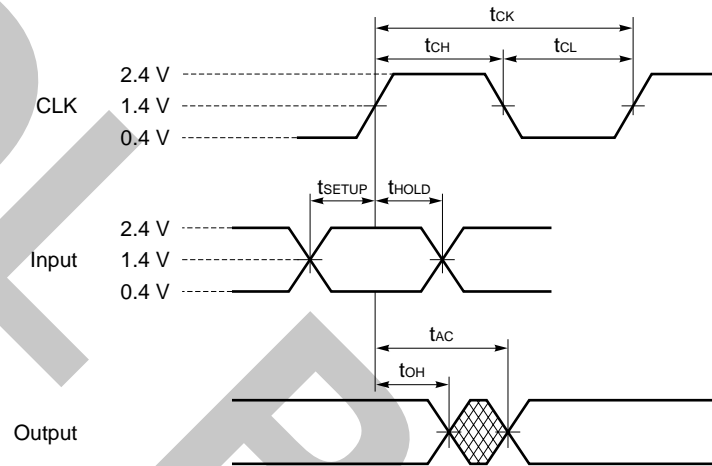 tCK
tCH tCL
2.4 V
CLK 1.4 V
0.4 V
tSETUP tHOLD
2.4 V
Input 1.4 V
0.4 V
tAC
tOH
Output